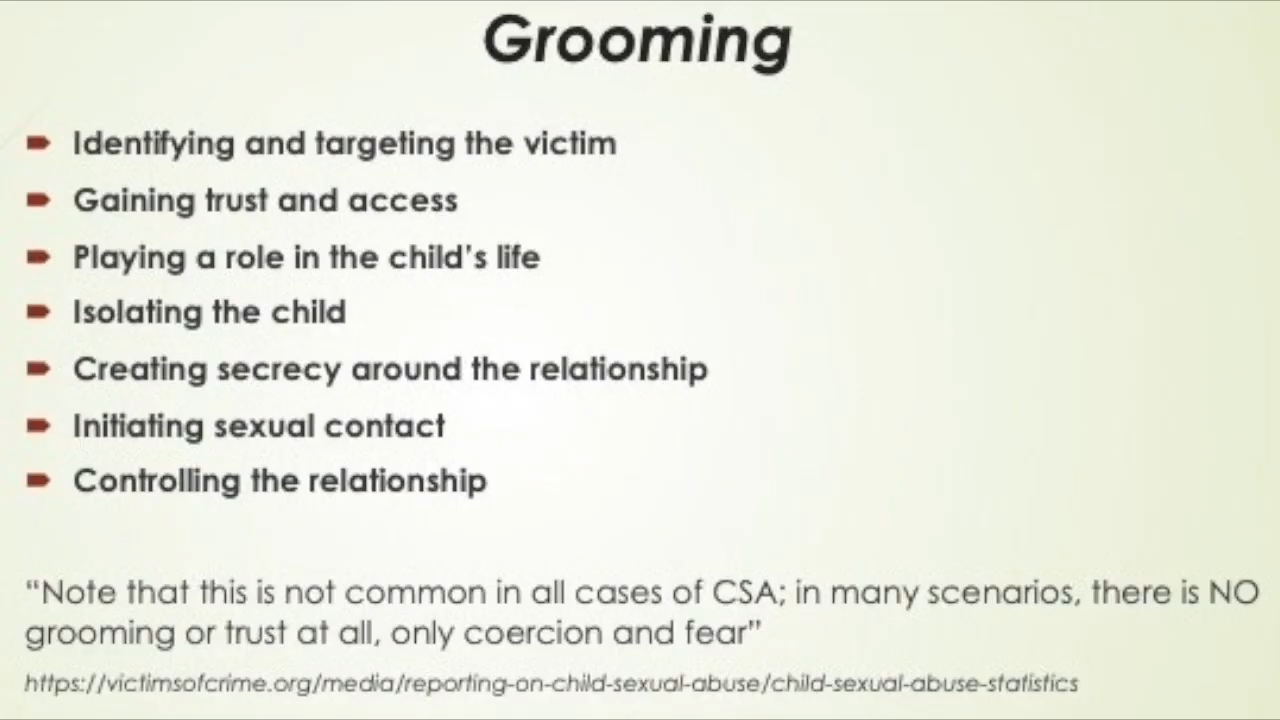 Grooming
Identifying and targeting the victim
Gaining trust and access
Playing a role in the child’s life
Isolating the child
Creating secrecy around the relationship
Initiating sexual contact
Controlling the relationship
“Note that this is not common in all cases of CSA; in many scenarios, there is NO
grooming or trust at all, only coercion and fear”
https://victimsofcrime.org/media/reporting-on-child-sexual-abuse/child-sexual-abuse-statistics